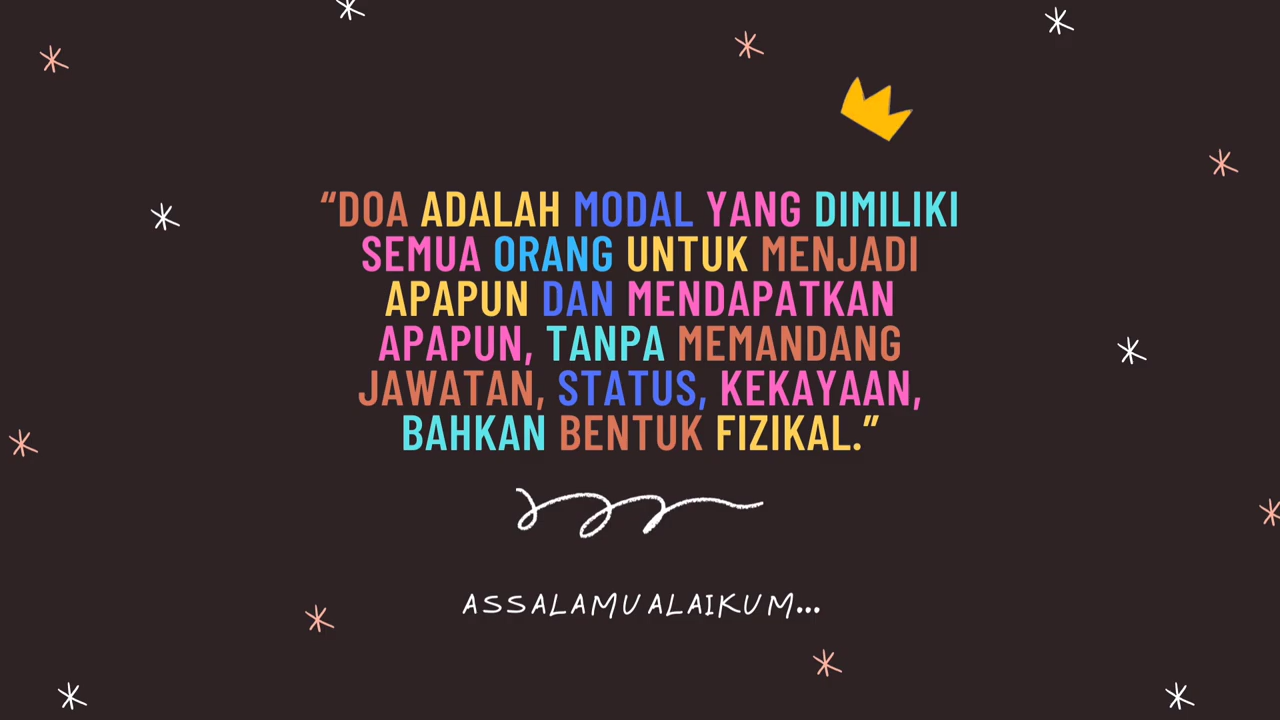 “DOA ADALAH MODAL YANG DIMILIKI
SEMUA ORANG UNTUK MENJADI
APAPUN DAN MENDAPATKAN
APAPUN, TANPA MEMANDANG
JAWATAN, STATUS, KEKAYAAN,
BAHKAN BENTUK FIZIKAL.”
ASSALAMUALAIKUM...